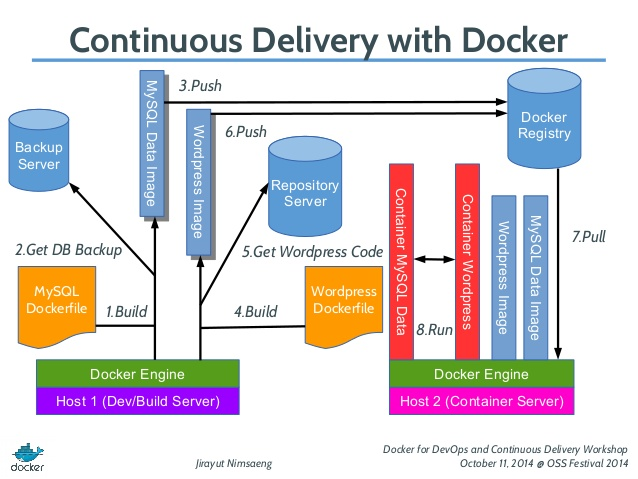 Continuous Delivery with Docker
3.Push
MySQL Data Image
Docker
Registry
Backup
Server
Wordpress Image
6.Push
Repository
Server
Container MySQL Data
Container Wordpress
Wordpress Image
MySQL Data Image
7.Pull
2.Get DB Backup
5.Get Wordpress Code
MySQL
Dockerfile
1.Build
4.Build
Wordpress
Dockerfile
8.Run
Docker Engine
Host 1 (Dev/Build Server)
Docker Engine
Host 2 (Container Server)
docker
Jirayut Nimsaeng
Docker for DevOps and Continuous Delivery Workshop
October 11, 2014 @ OSS Festival 2014